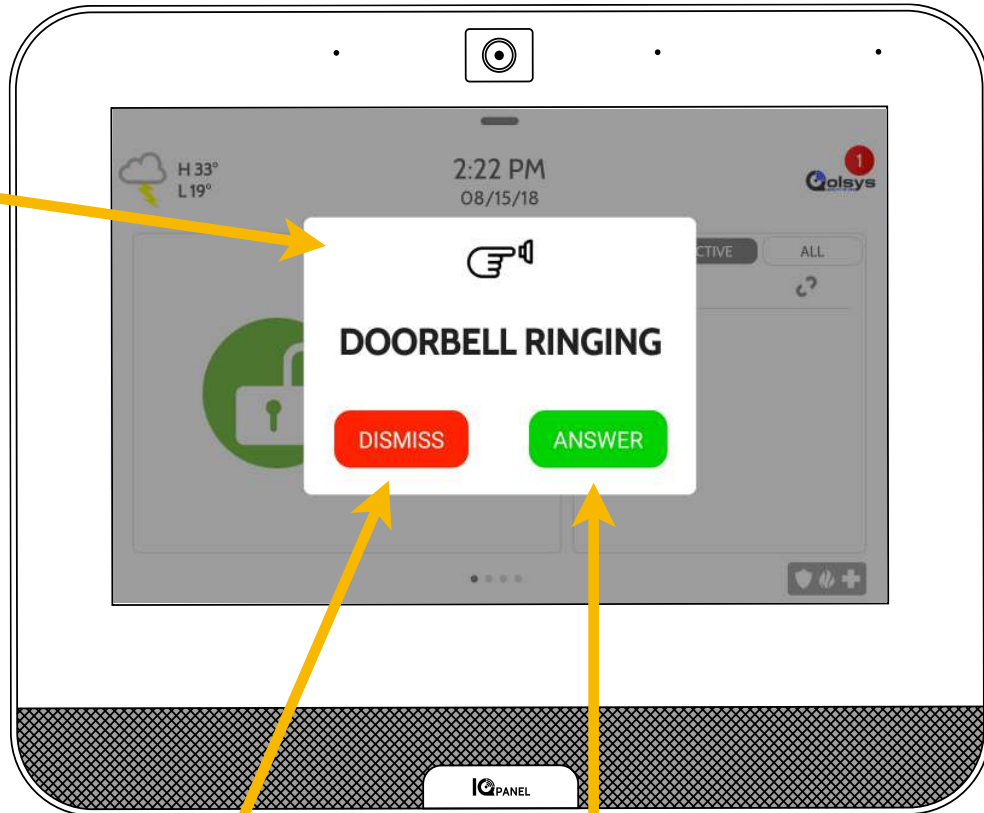 H 33°
L 19°
2:22 PM
08/15/18
1
Qolsys
CTIVE
ALL
DOORBELL RINGING
DISMISS
ANSWER
IQ PANEL